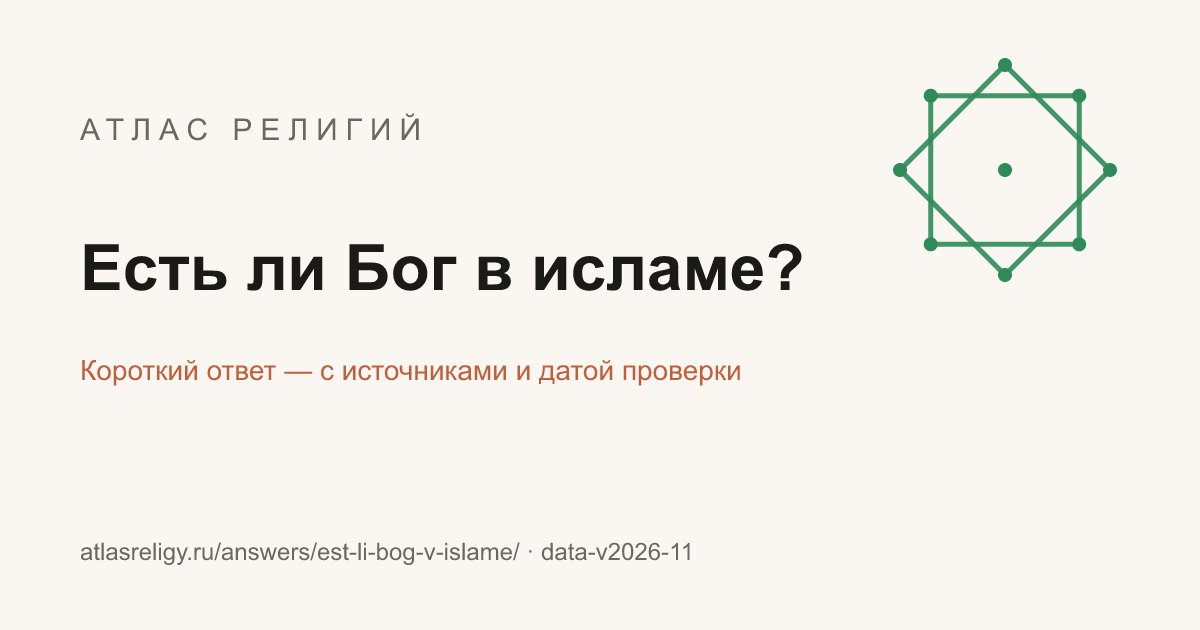 АТЛАС РЕЛИГИЙ
Есть ли Бог в исламе?
Короткий ответ — с источниками и датой проверки
atlasreligy.ru/answers/est-li-bog-v-islame/ · data-v2026-11